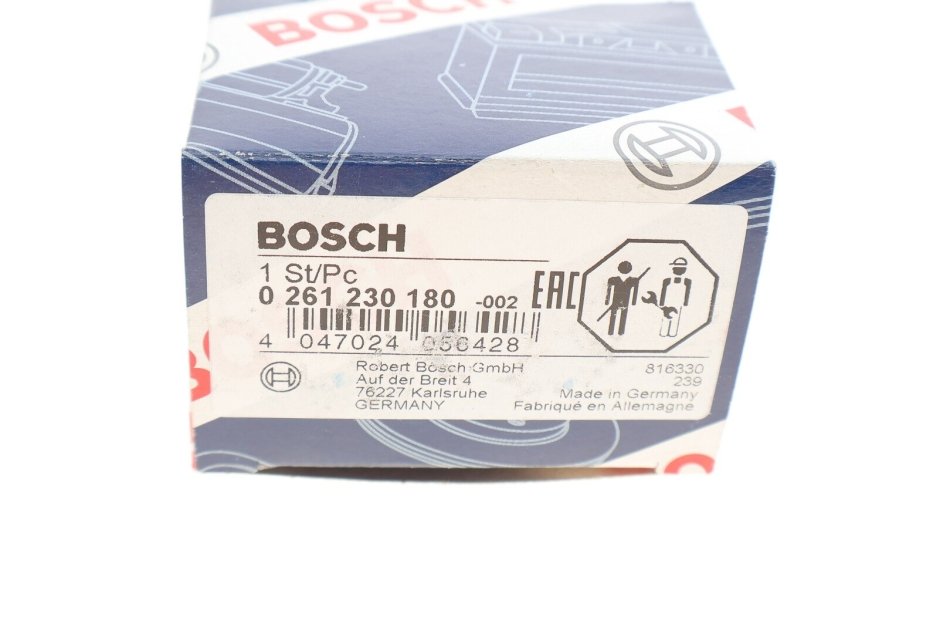 BOSCH
BOSCH
1 St/Pc
0 261 230 180 -002
EAC
4 047024 056428
Robert Bosch GmbH
Auf der Breit 4
76227 Karlsruhe
GERMANY
816330
239
Made in Germany
Fabriqué en Allemagne